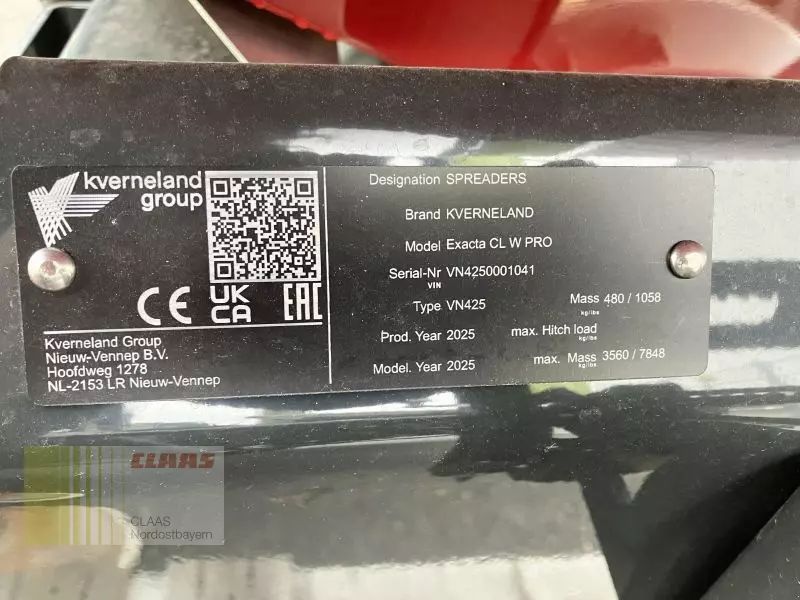 kverneland
group
CE
UK
CA
EAC
Kverneland Group
Nieuw-Vennep B.V.
Hoofdweg 1278
NL-2153 LR Nieuw-Vennep
Designation SPREADERS
Brand KVERNELAND
Model Exacta CL W PRO
Serial-Nr VN4250001041
VIN
Type VN425
Mass 480 / 1058
kg/lbs
Prod. Year 2025
max. Hitch load
kg/lbs
Model. Year 2025
max. Mass 3560 / 7848
kg/lbs
CLAAS
CLAAS
Nordostbayern